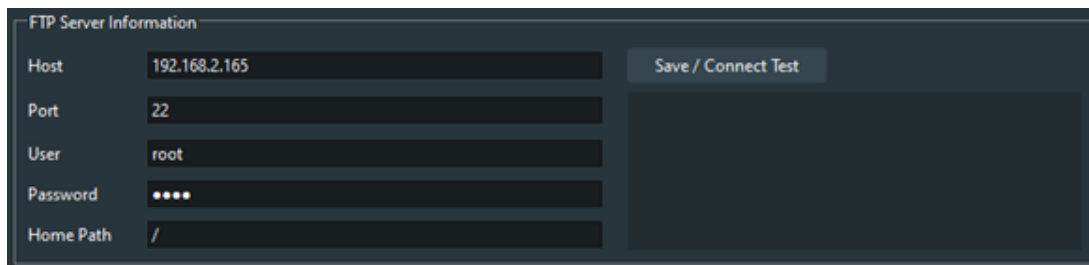 FTP Server Information
Host 192.168.2.165 Save / Connect Test
Port 22
User root
Password ••••
Home Path /